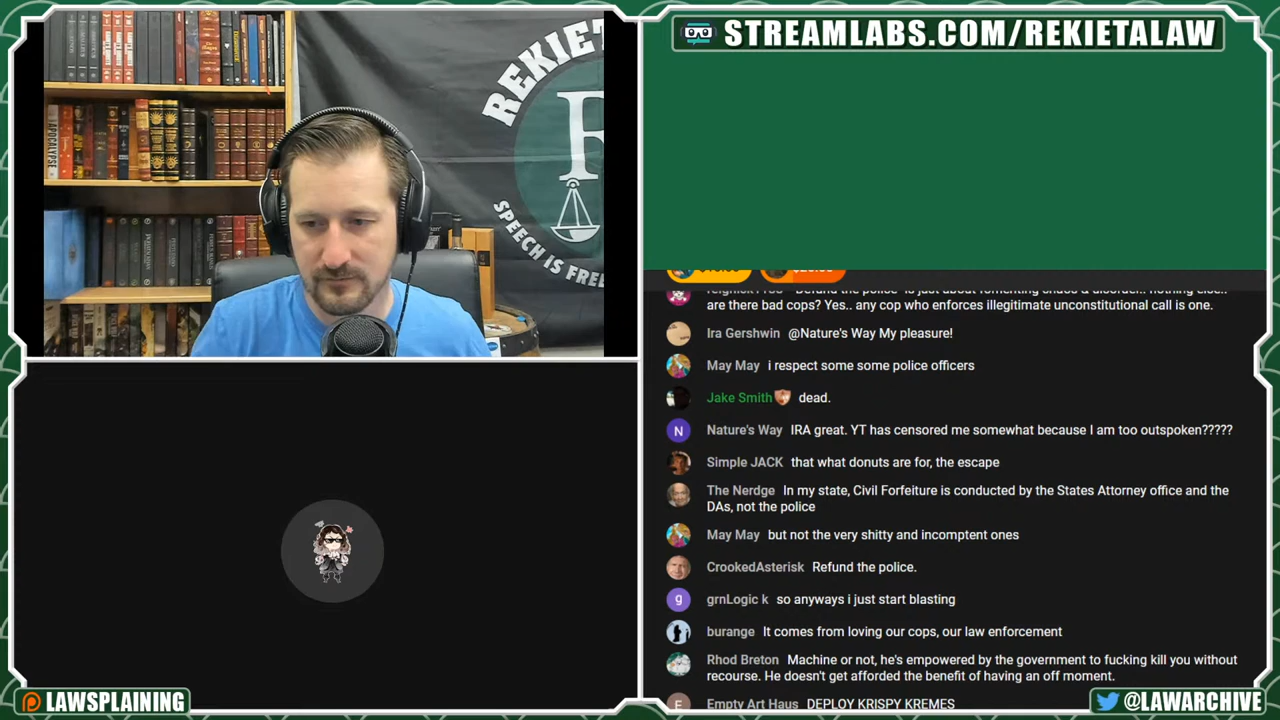 STREAMLABS.COM/REKIETALAW
APOCALYPSE
REKIET
R
SPEECH IS FREE
are there bad cops? Yes.. any cop who enforces illegitimate unconstitutional call is one.
Ira Gershwin @Nature's Way My pleasure!
May May i respect some some police officers
Jake Smith dead.
N
Nature's Way IRA great. YT has censored me somewhat because I am too outspoken?????
Simple JACK that what donuts are for, the escape
The Nerdge In my state, Civil Forfeiture is conducted by the States Attorney office and the
DAs, not the police
May May but not the very shitty and incomptent ones
CrookedAsterisk Refund the police.
g
grnLogic k so anyways i just start blasting
burange It comes from loving our cops, our law enforcement
Rhod Breton Machine or not, he's empowered by the government to fucking kill you without
recourse. He doesn't get afforded the benefit of having an off moment.
Empty Art Haus DEPLOY KRISPY KREMES
LAWSPLAINING
@LAWARCHIVE